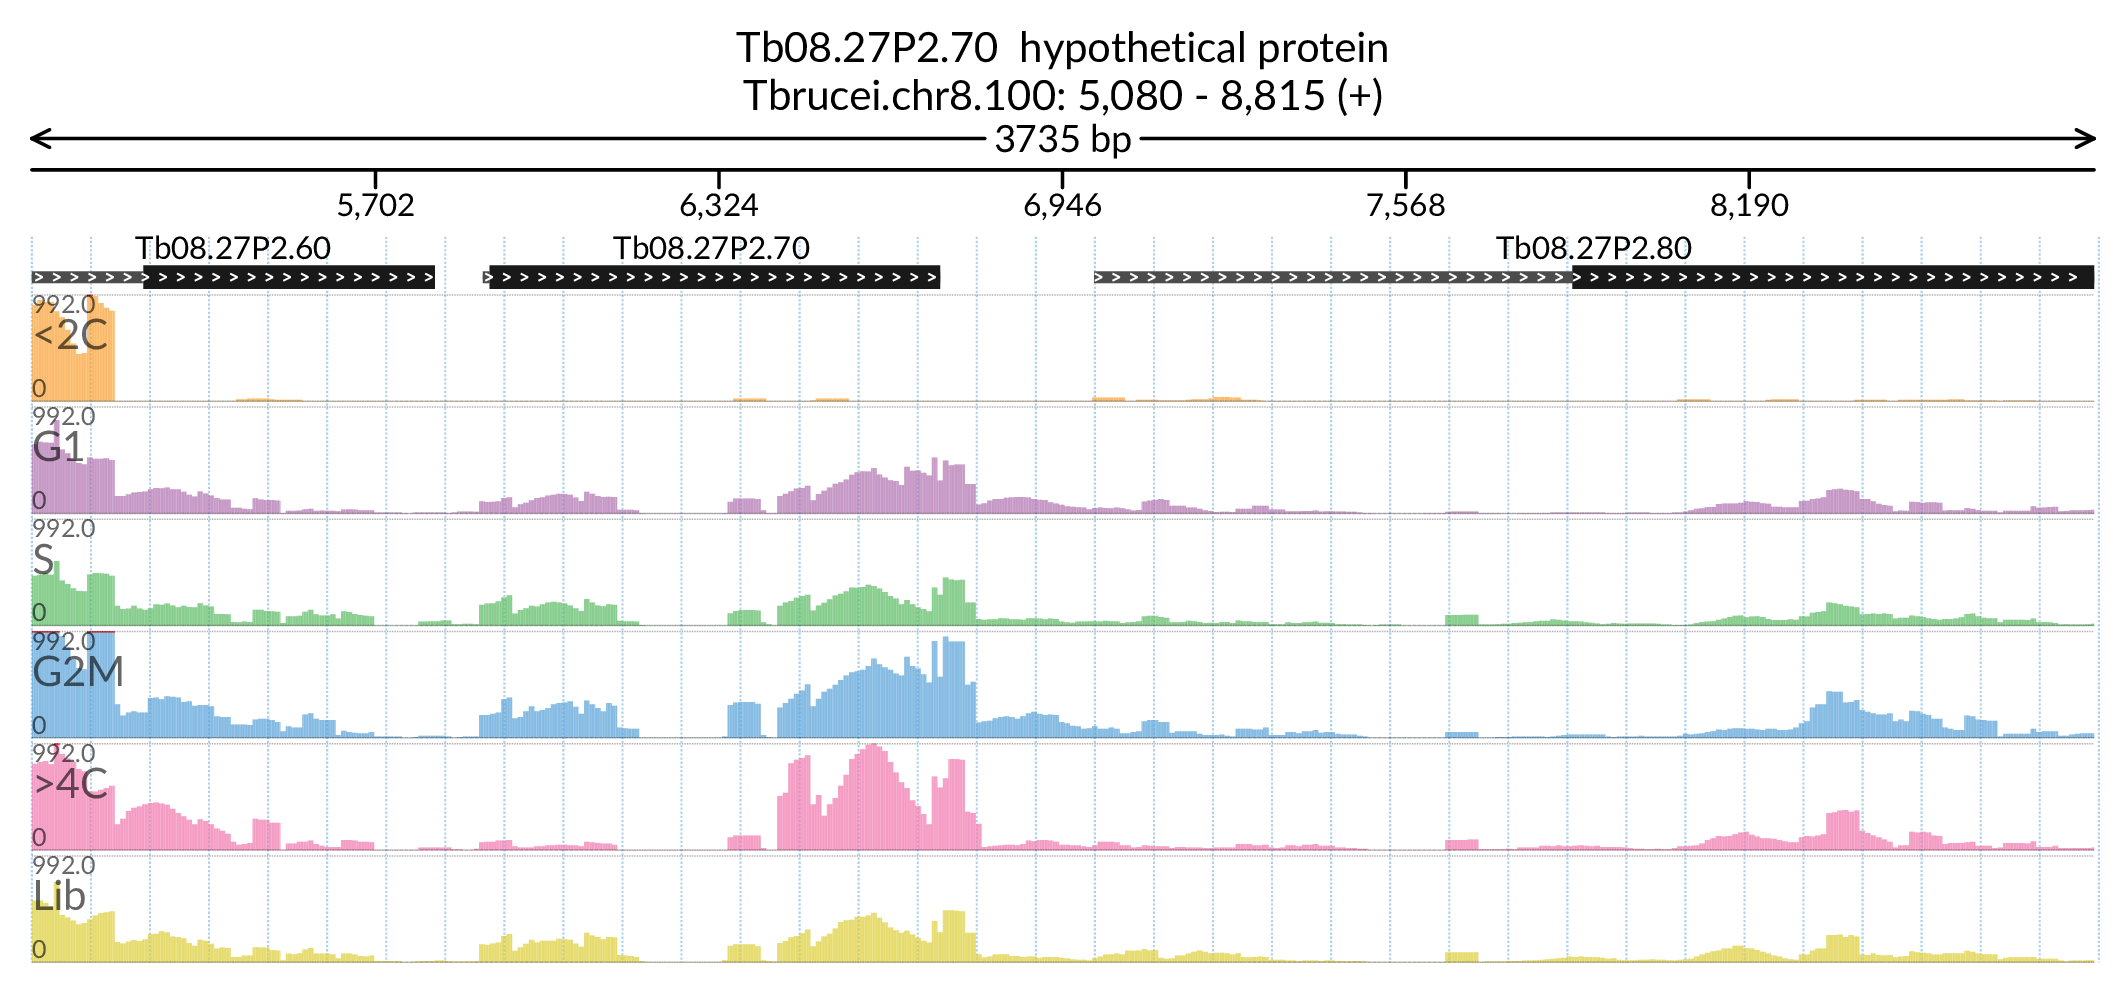 Tb08.27P2.70 hypothetical protein
Tbrucei.chr8.100: 5,080 - 8,815 (+)
3735 bp
5,702 6,324 6,946 7,568 8,190
Tb08.27P2.60 Tb08.27P2.70 Tb08.27P2.80
992.0
<2C
0
992.0
G1
0
992.0
S
0
992.0
G2M
0
992.0
>4C
0
992.0
Lib
0